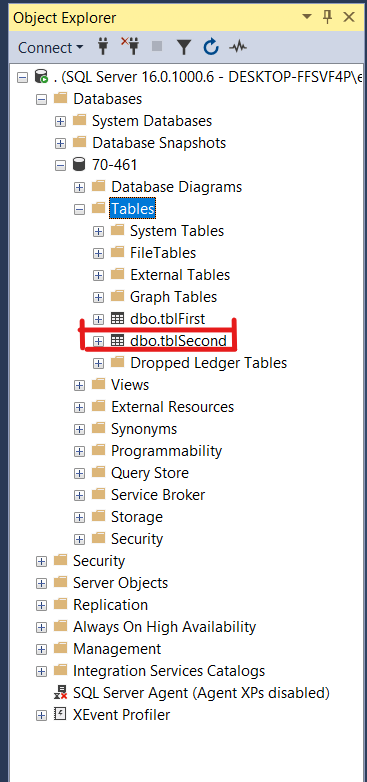 Object Explorer
Connect
. (SQL Server 16.0.1000.6 - DESKTOP-FFSVF4P\e
Databases
System Databases
Database Snapshots
70-461
Database Diagrams
Tables
System Tables
FileTables
External Tables
Graph Tables
dbo.tblFirst
dbo.tblSecond
Dropped Ledger Tables
Views
External Resources
Synonyms
Programmability
Query Store
Service Broker
Storage
Security
Security
Server Objects
Replication
Always On High Availability
Management
Integration Services Catalogs
SQL Server Agent (Agent XPs disabled)
XEvent Profiler